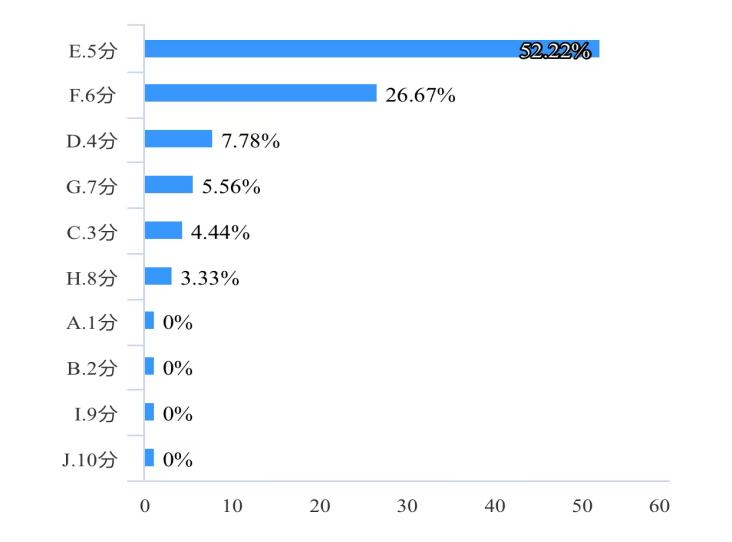 E.5分 52.22%
F.6分 26.67%
D.4分 7.78%
G.7分 5.56%
C.3分 4.44%
H.8分 3.33%
A.1分 0%
B.2分 0%
I.9分 0%
J.10分 0%
0 10 20 30 40 50 60